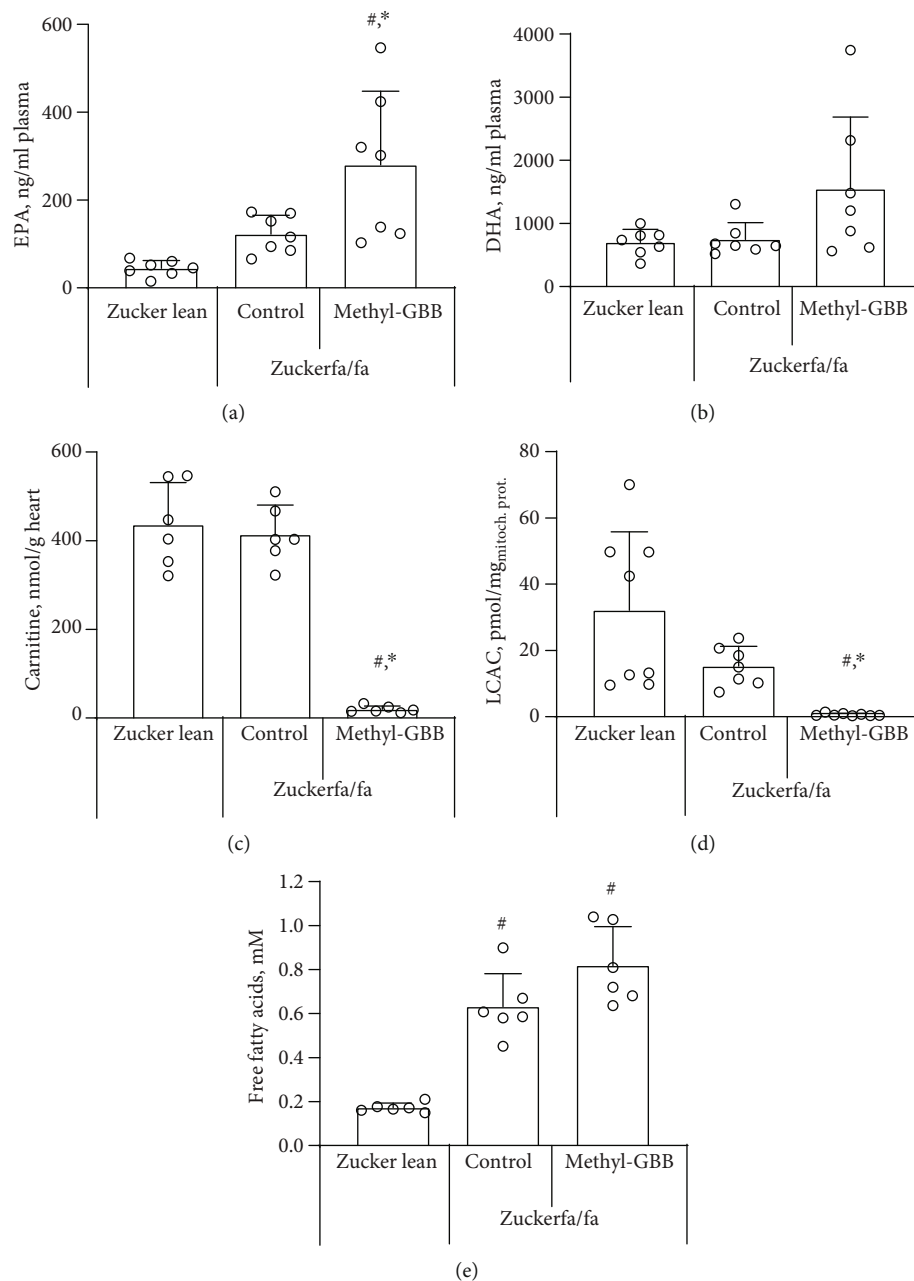 EPA, ng/ml plasma
600
400
200
0
#,*
Zucker lean
Control
Methyl-GBB
Zuckerfa/fa
(a)
DHA, ng/ml plasma
4000
3000
2000
1000
0
Zucker lean
Control
Methyl-GBB
Zuckerfa/fa
(b)
Carnitine, nmol/g heart
600
400
200
0
#,*
Zucker lean
Control
Methyl-GBB
Zuckerfa/fa
(c)
LCAC, pmol/mg mitoch. prot.
80
60
40
20
0
#,*
Zucker lean
Control
Methyl-GBB
Zuckerfa/fa
(d)
Free fatty acids, mM
1.2
1.0
0.8
0.6
0.4
0.2
0.0
#
#
Zucker lean
Control
Methyl-GBB
Zuckerfa/fa
(e)